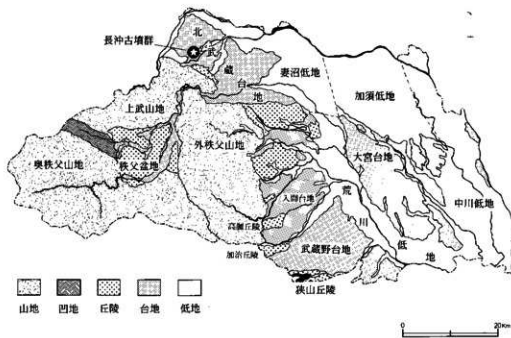 北武蔵台地
長沖古墳群
妻沼低地
加須低地
上武山地
大宮台地
奥秩父山地
秩父盆地
外秩父山地
中川低地
入間台地
荒川低地
高麗丘陵
武蔵野台地
加治丘陵
狭山丘陵
山地
凹地
丘陵
台地
低地
0
20Km